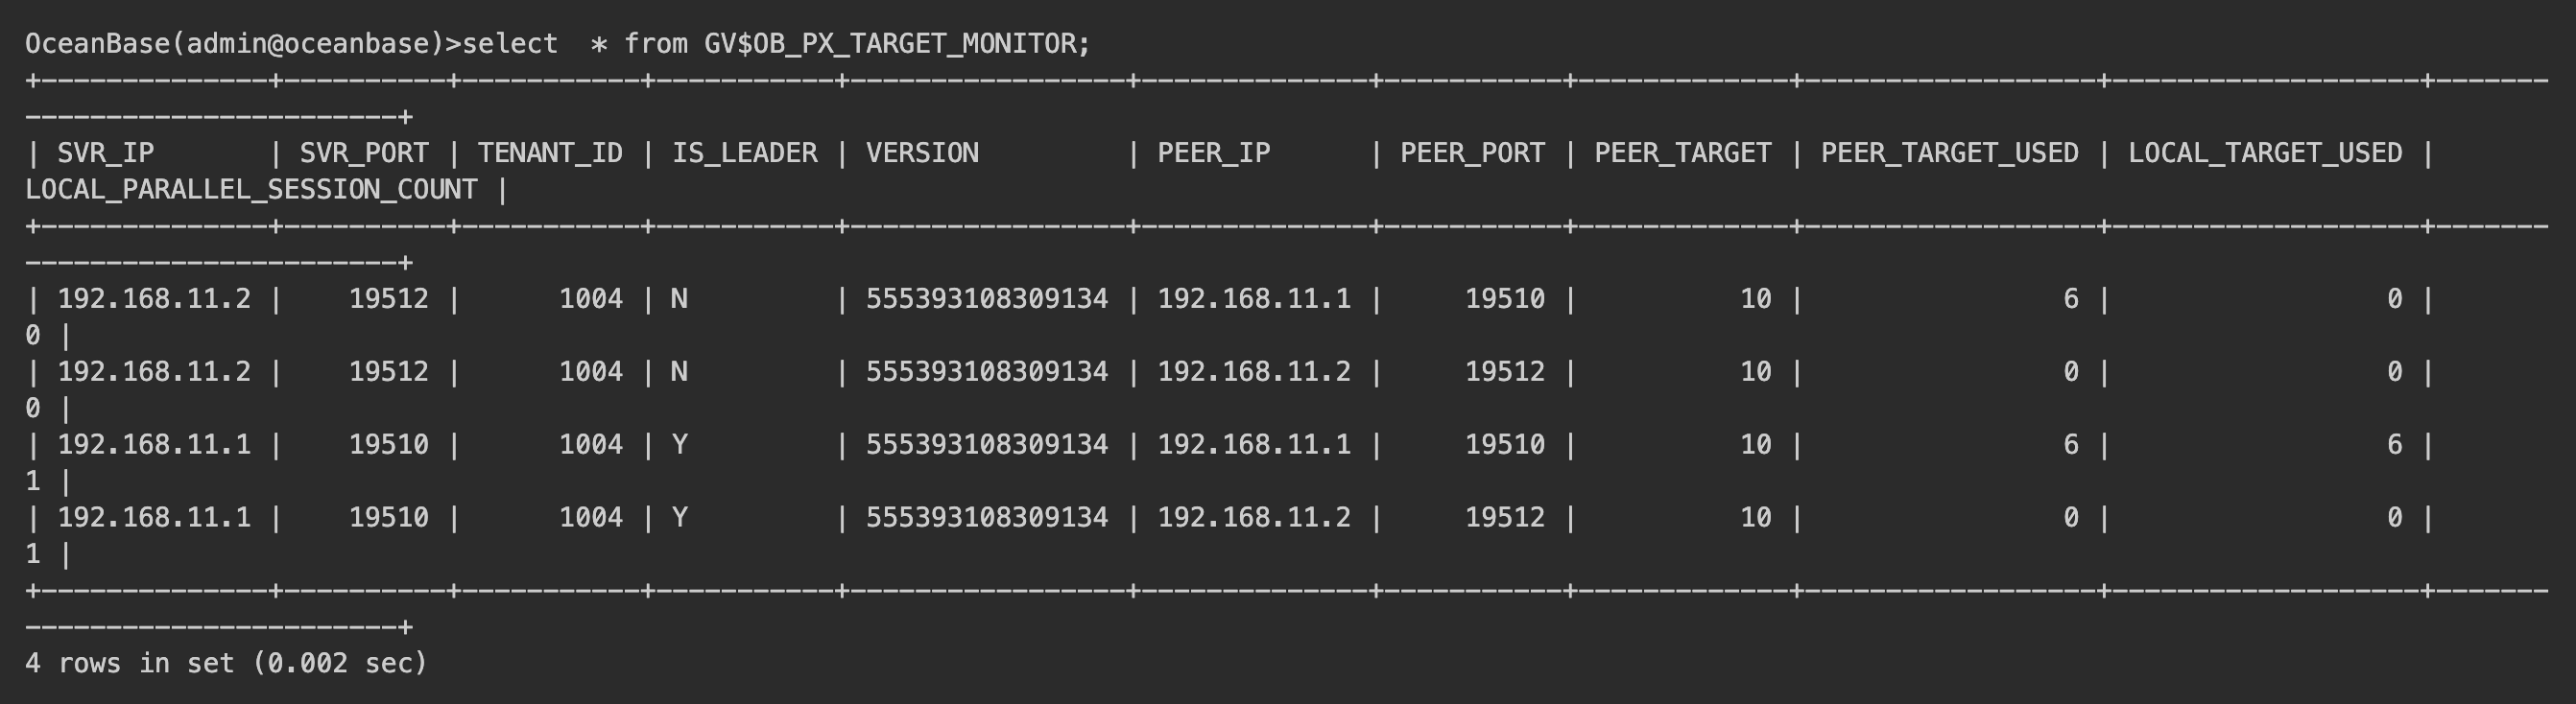 OceanBase(admin@oceanbase)>select  * from GV$OB_PX_TARGET_MONITOR;
+--------------+----------+-----------+-----------+-----------------+--------------+-----------+-------------+------------------+-------------------+-------
-----------------------+
| SVR_IP       | SVR_PORT | TENANT_ID | IS_LEADER | VERSION         | PEER_IP      | PEER_PORT | PEER_TARGET | PEER_TARGET_USED | LOCAL_TARGET_USED |
LOCAL_PARALLEL_SESSION_COUNT |
+--------------+----------+-----------+-----------+-----------------+--------------+-----------+-------------+------------------+-------------------+-------
-----------------------+
| 192.168.11.2 |    19512 |      1004 | N         | 555393108309134 | 192.168.11.1 |     19510 |          10 |                6 |                 0 |
0 |
| 192.168.11.2 |    19512 |      1004 | N         | 555393108309134 | 192.168.11.2 |     19512 |          10 |                0 |                 0 |
0 |
| 192.168.11.1 |    19510 |      1004 | Y         | 555393108309134 | 192.168.11.1 |     19510 |          10 |                6 |                 6 |
1 |
| 192.168.11.1 |    19510 |      1004 | Y         | 555393108309134 | 192.168.11.2 |     19512 |          10 |                0 |                 0 |
1 |
+--------------+----------+-----------+-----------+-----------------+--------------+-----------+-------------+------------------+-------------------+-------
-----------------------+
4 rows in set (0.002 sec)